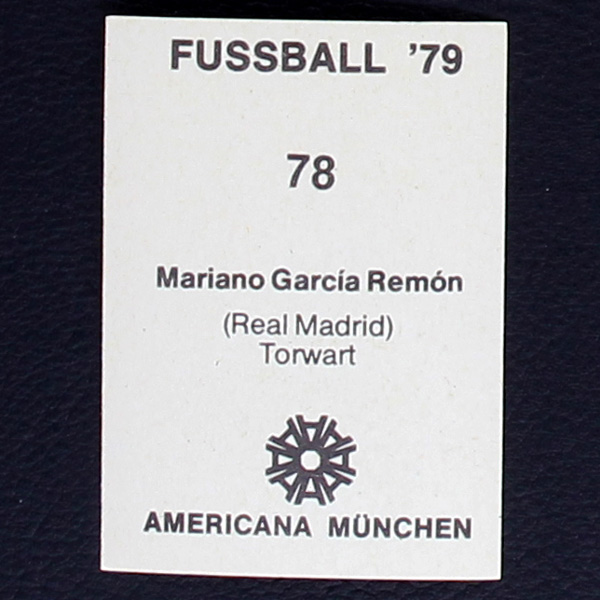 FUSSBALL '79
78
Mariano García Remón
(Real Madrid)
Torwart
AMERICANA MÜNCHEN